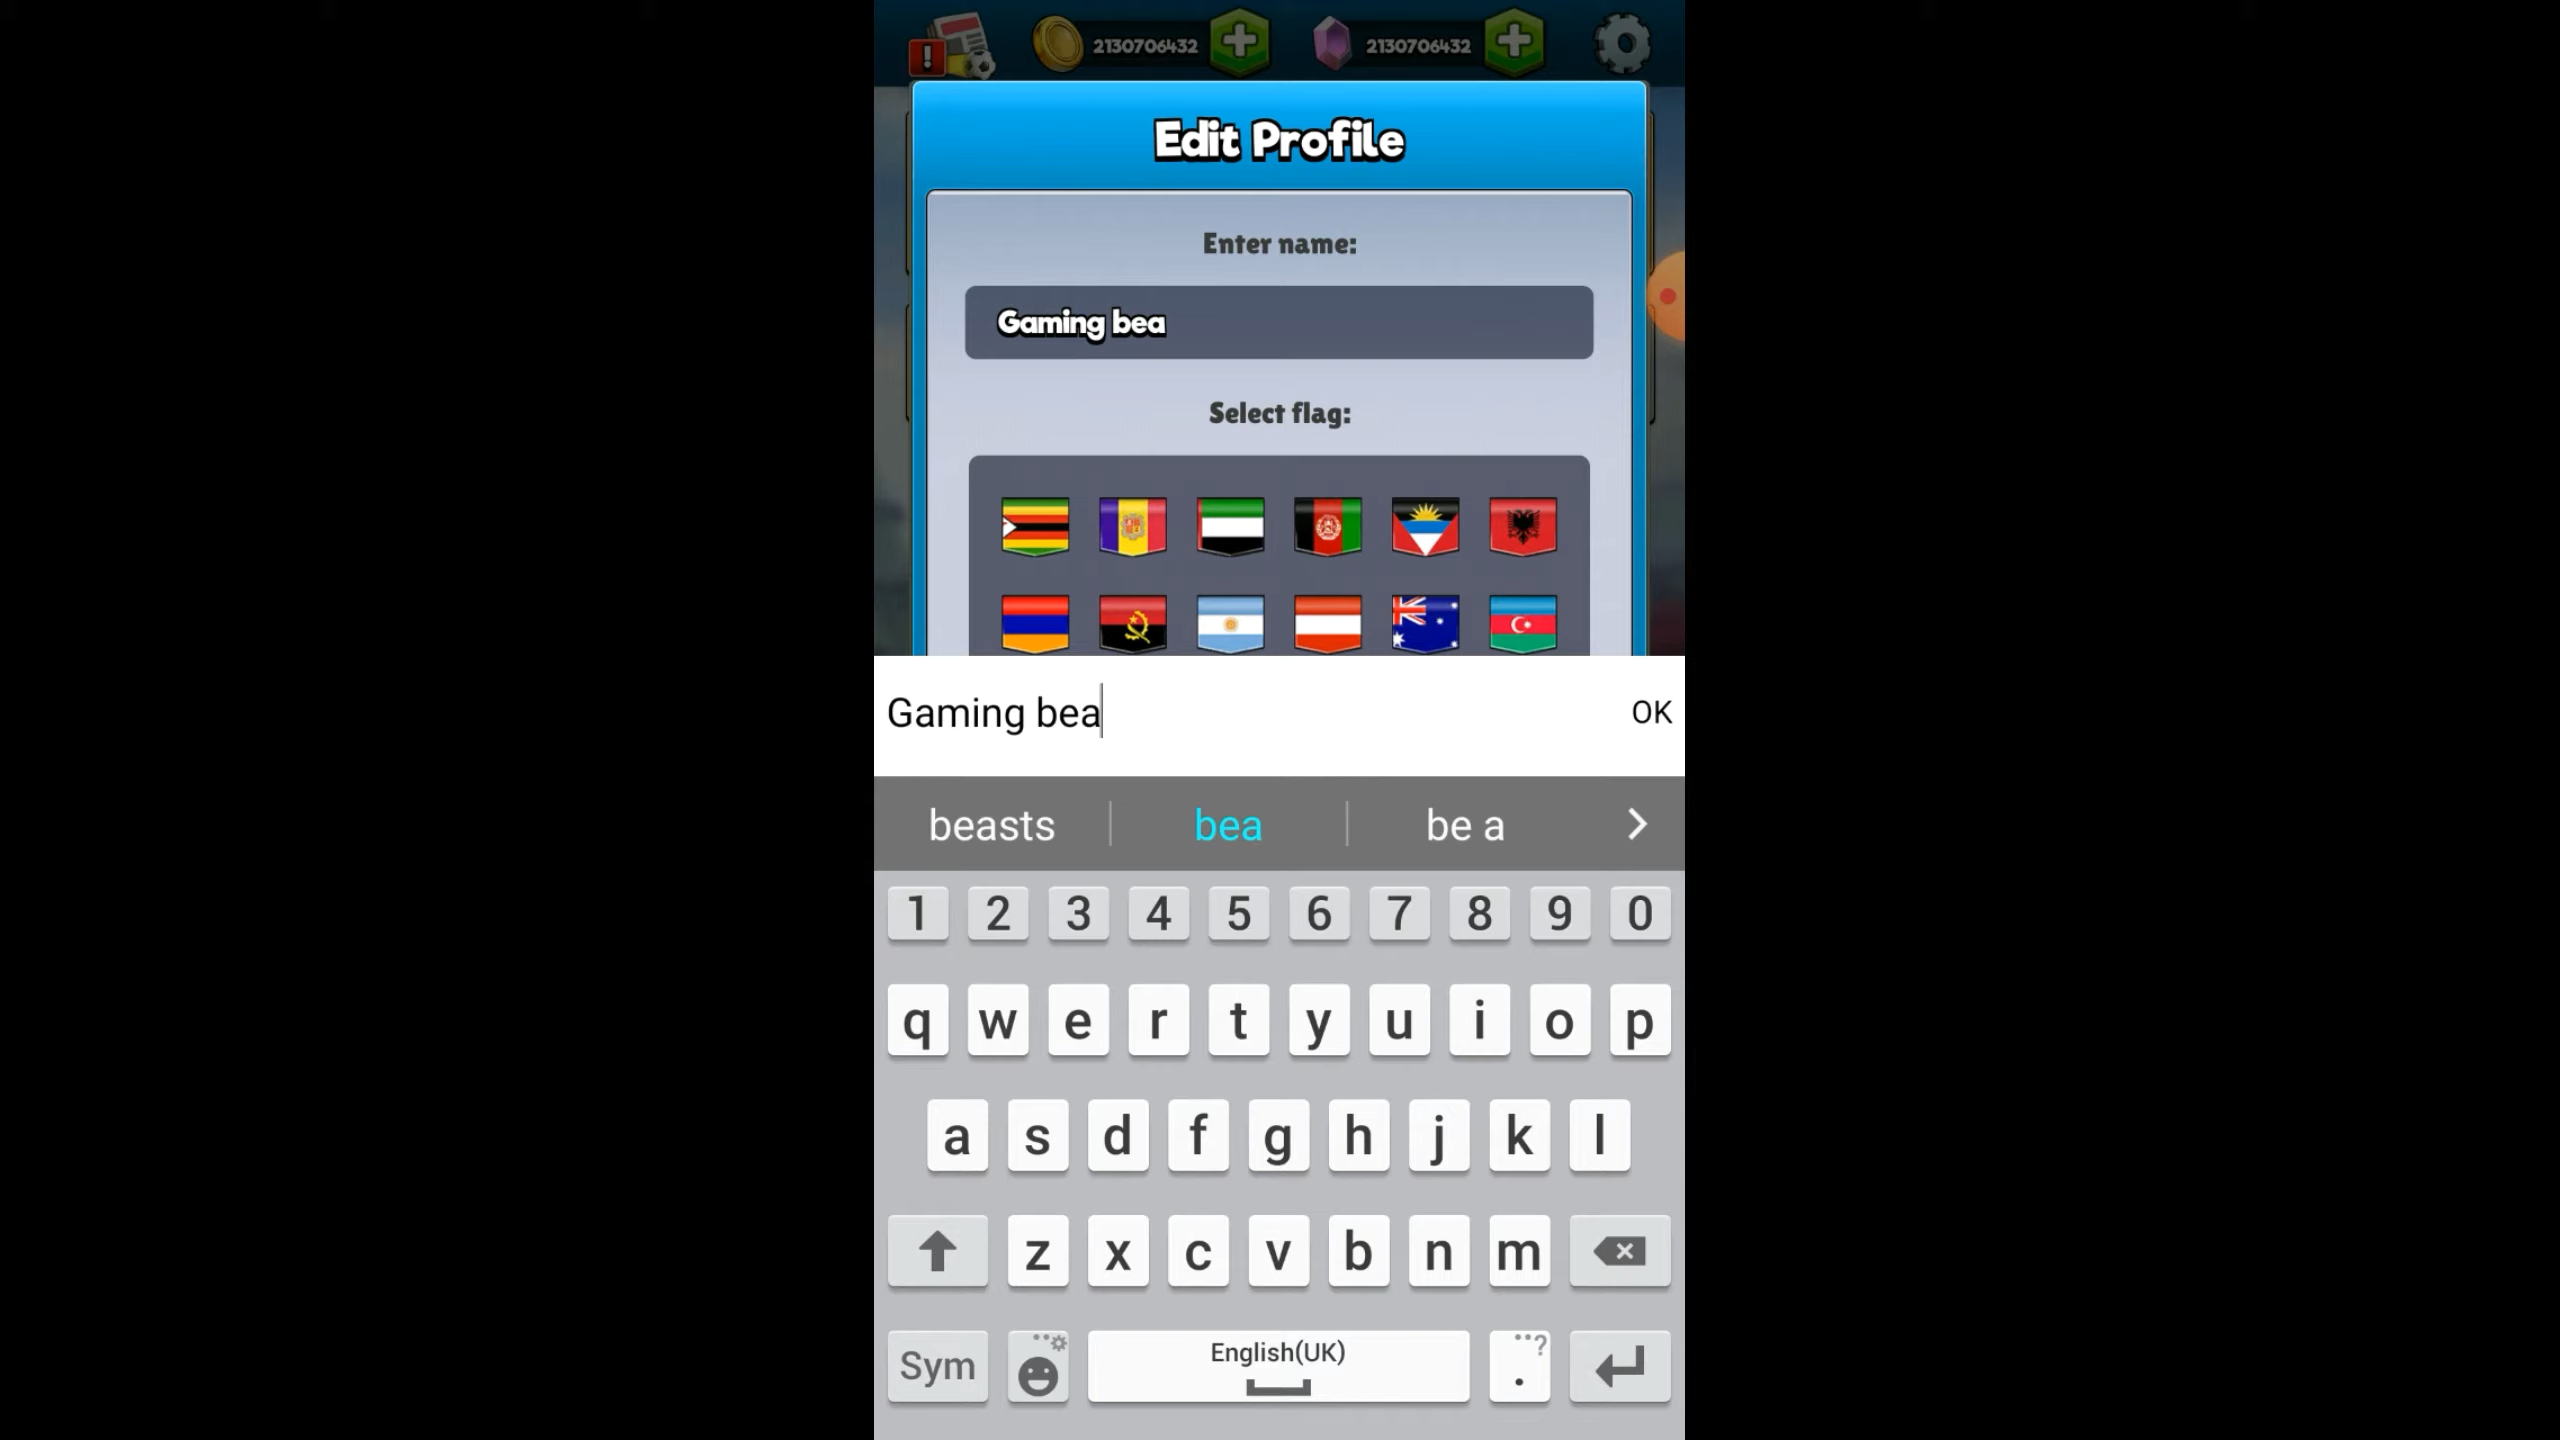 2130706432 2130706432
Edit Profile
Enter name:
Gaming bea
Select flag:
Gaming bea OK
beasts bea be a
1 2 3 4 5 6 7 8 9 0
q w e r t y u i o p
a s d f g h j k l
z x c v b n m
Sym English(UK) . ?